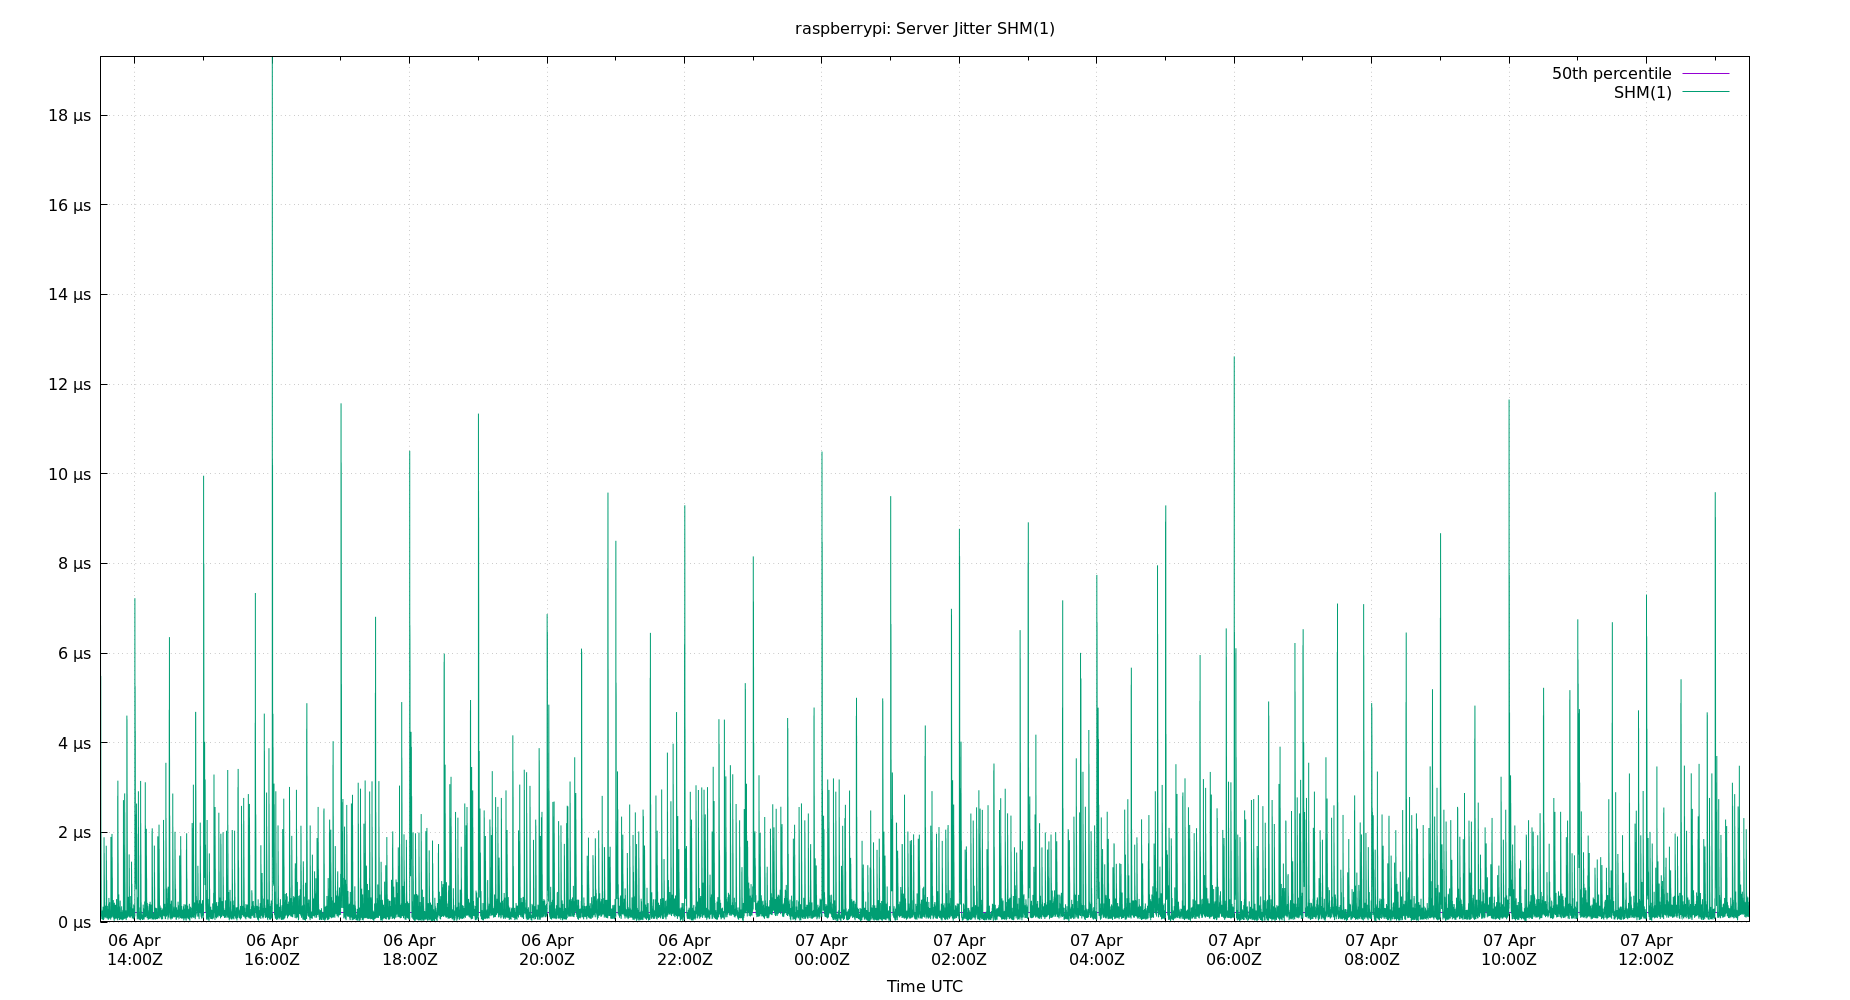 raspberrypi: Server Jitter SHM(1)
50th percentile
SHM(1)
18 µs
16 µs
14 µs
12 µs
10 µs
8 µs
6 µs
4 µs
2 µs
0 µs
06 Apr 06 Apr 06 Apr 06 Apr 06 Apr 07 Apr 07 Apr 07 Apr 07 Apr 07 Apr 07 Apr 07 Apr
14:00Z 16:00Z 18:00Z 20:00Z 22:00Z 00:00Z 02:00Z 04:00Z 06:00Z 08:00Z 10:00Z 12:00Z
Time UTC